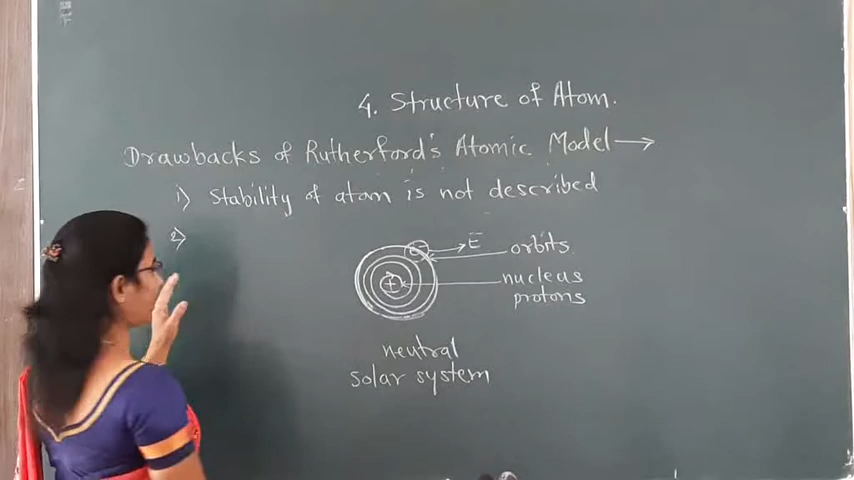 4. Structure of Atom.
Drawbacks of Rutherford's Atomic Model →
i) Stability of atom is not described
2)
E
orbits.
+
nucleus
protons
neutral
solar system